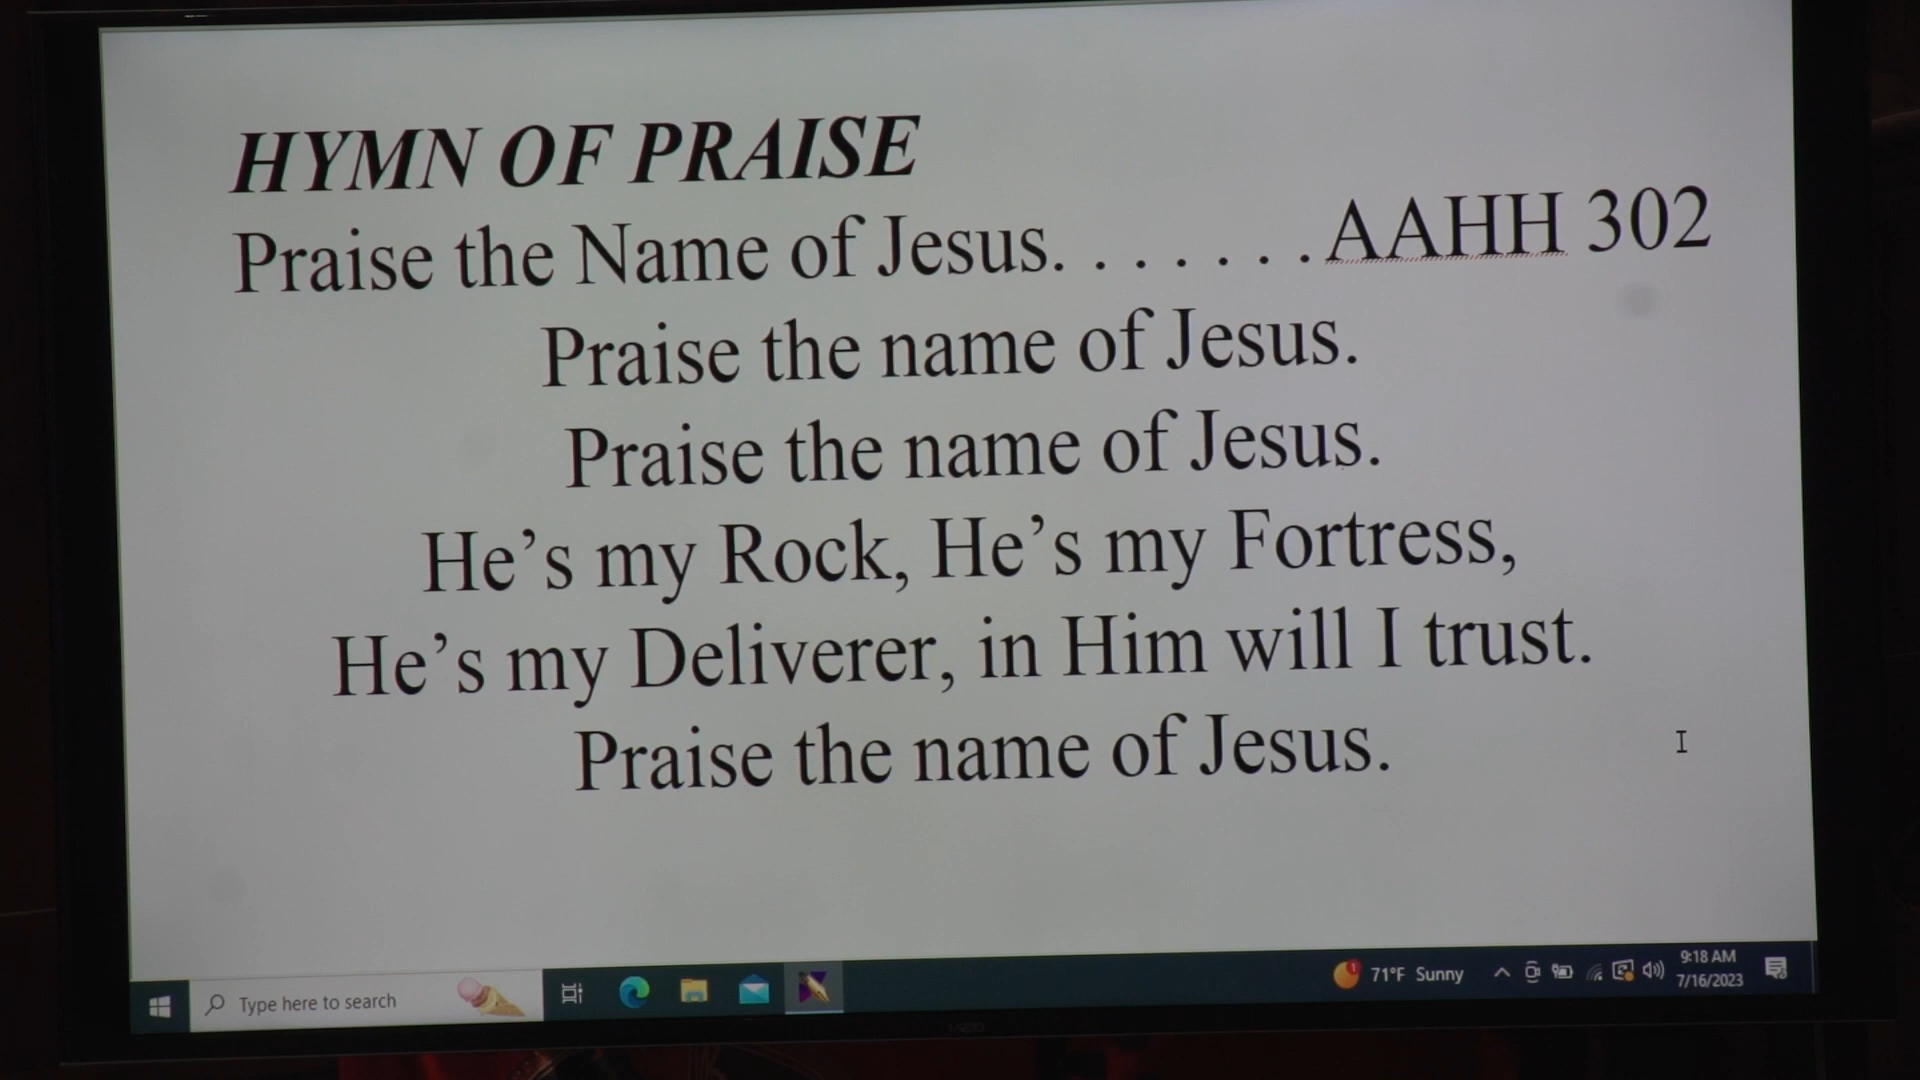 HYMN OF PRAISE
Praise the Name of Jesus. . . . . . . AAHH 302
Praise the name of Jesus.
Praise the name of Jesus.
He’s my Rock, He’s my Fortress,
He’s my Deliverer, in Him will I trust.
Praise the name of Jesus.
Type here to search
1
71°F Sunny
9:18 AM
7/16/2023
VIZIO